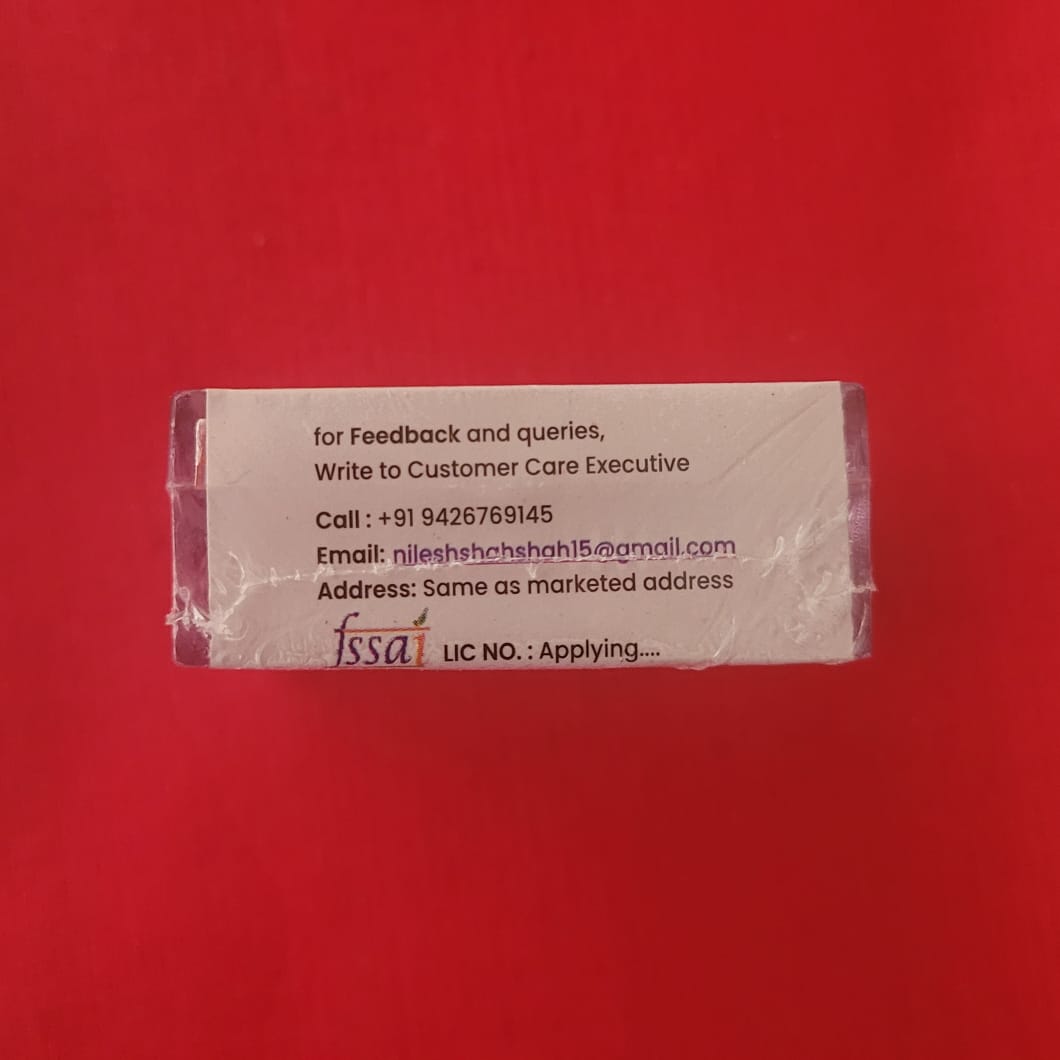 for Feedback and queries,
Write to Customer Care Executive
Call : +91 9426769145
Email: nileshshahshah15@gmail.com
Address: Same as marketed address
fssai LIC NO. : Applying....